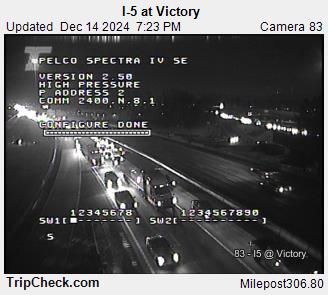 I-5 at Victory
Updated Dec 14 2024 7:23 PM Camera 83
PELCO SPECTRA IV SE
VERSION 2.50
HIGH PRESSURE
P ADDRESS 2
COMM 2400.N.8.1
CONFIGURE DONE
12345678 1234567890
SW1[ ] SW2[ ]
S
83 - I5 @ Victory
TripCheck.com Milepost306.80